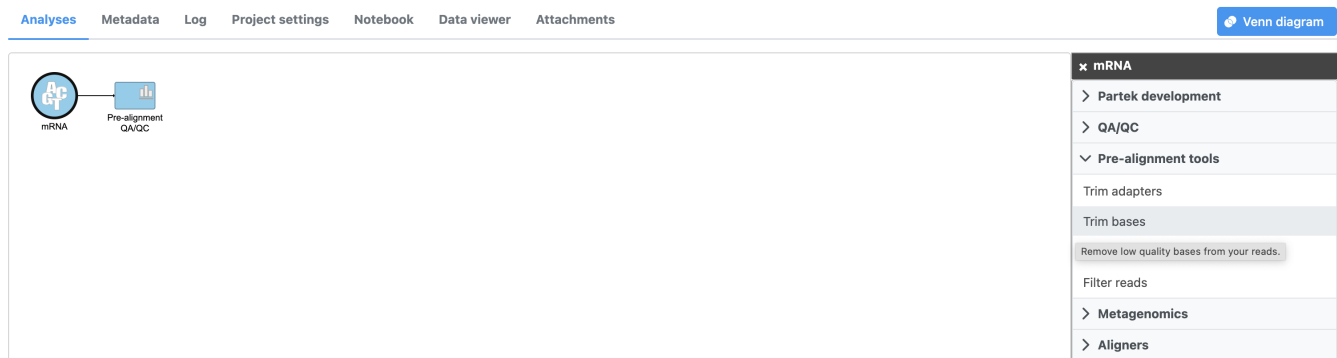 Analyses Metadata Log Project settings Notebook Data viewer Attachments Venn diagram
ACGT
mRNA
Pre-alignment
QA/QC
× mRNA
Partek development
QA/QC
Pre-alignment tools
Trim adapters
Trim bases
Remove low quality bases from your reads.
Filter reads
Metagenomics
Aligners